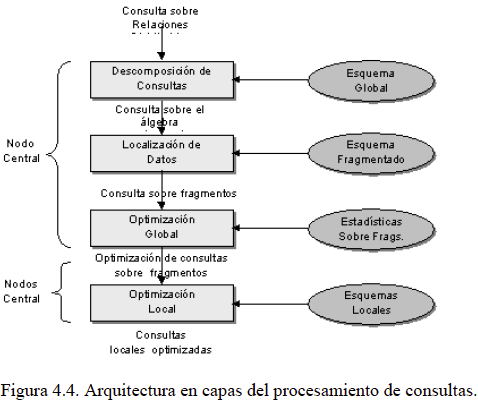 Consulta sobre
Relaciones
Descomposición de
Consultas
Esquema
Global
Consulta sobre el
álgebra
Nodo
Central
Localización de
Datos
Esquema
Fragmentado
Consulta sobre fragmentos
Optimización
Global
Estadísticas
Sobre Frags.
Optimización de consultas
sobre fragmentos
Nodos
Central
Optimización
Local
Esquemas
Locales
Consultas
locales optimizadas
Figura 4.4. Arquitectura en capas del procesamiento de consultas.